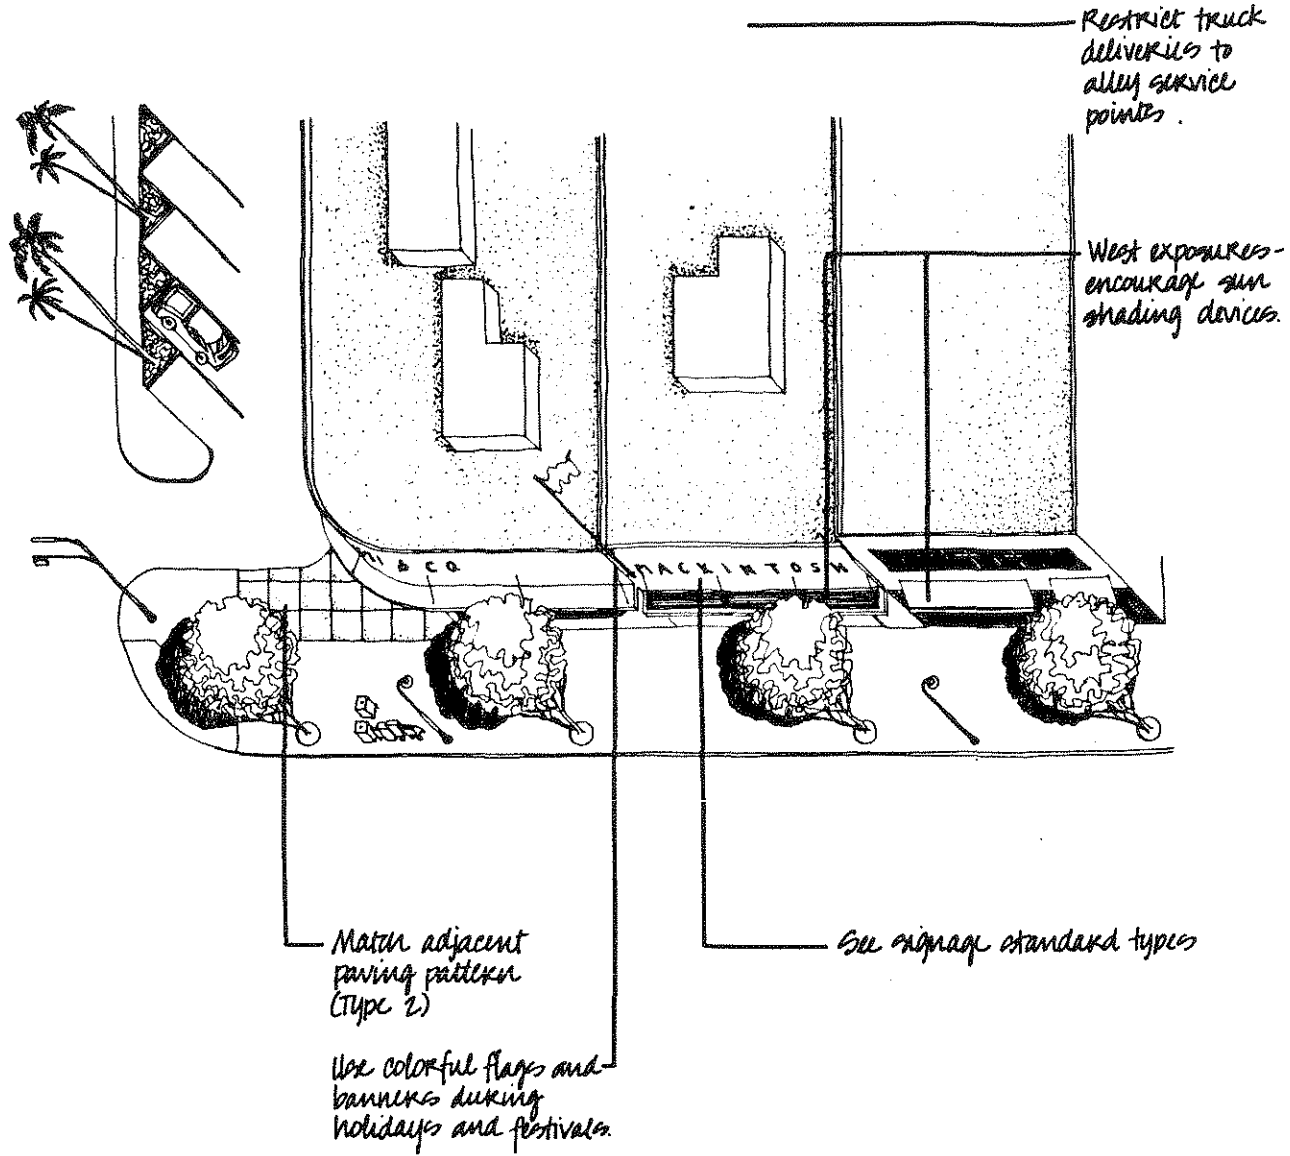 Restrict truck
deliveries to
alley service
points.
West exposures-
encourage sun
shading devices.
& CO
MACKINTOSH
Match adjacent
paving pattern
(Type 2)
See signage standard types
Use colorful flags and
banners during
holidays and festivals.